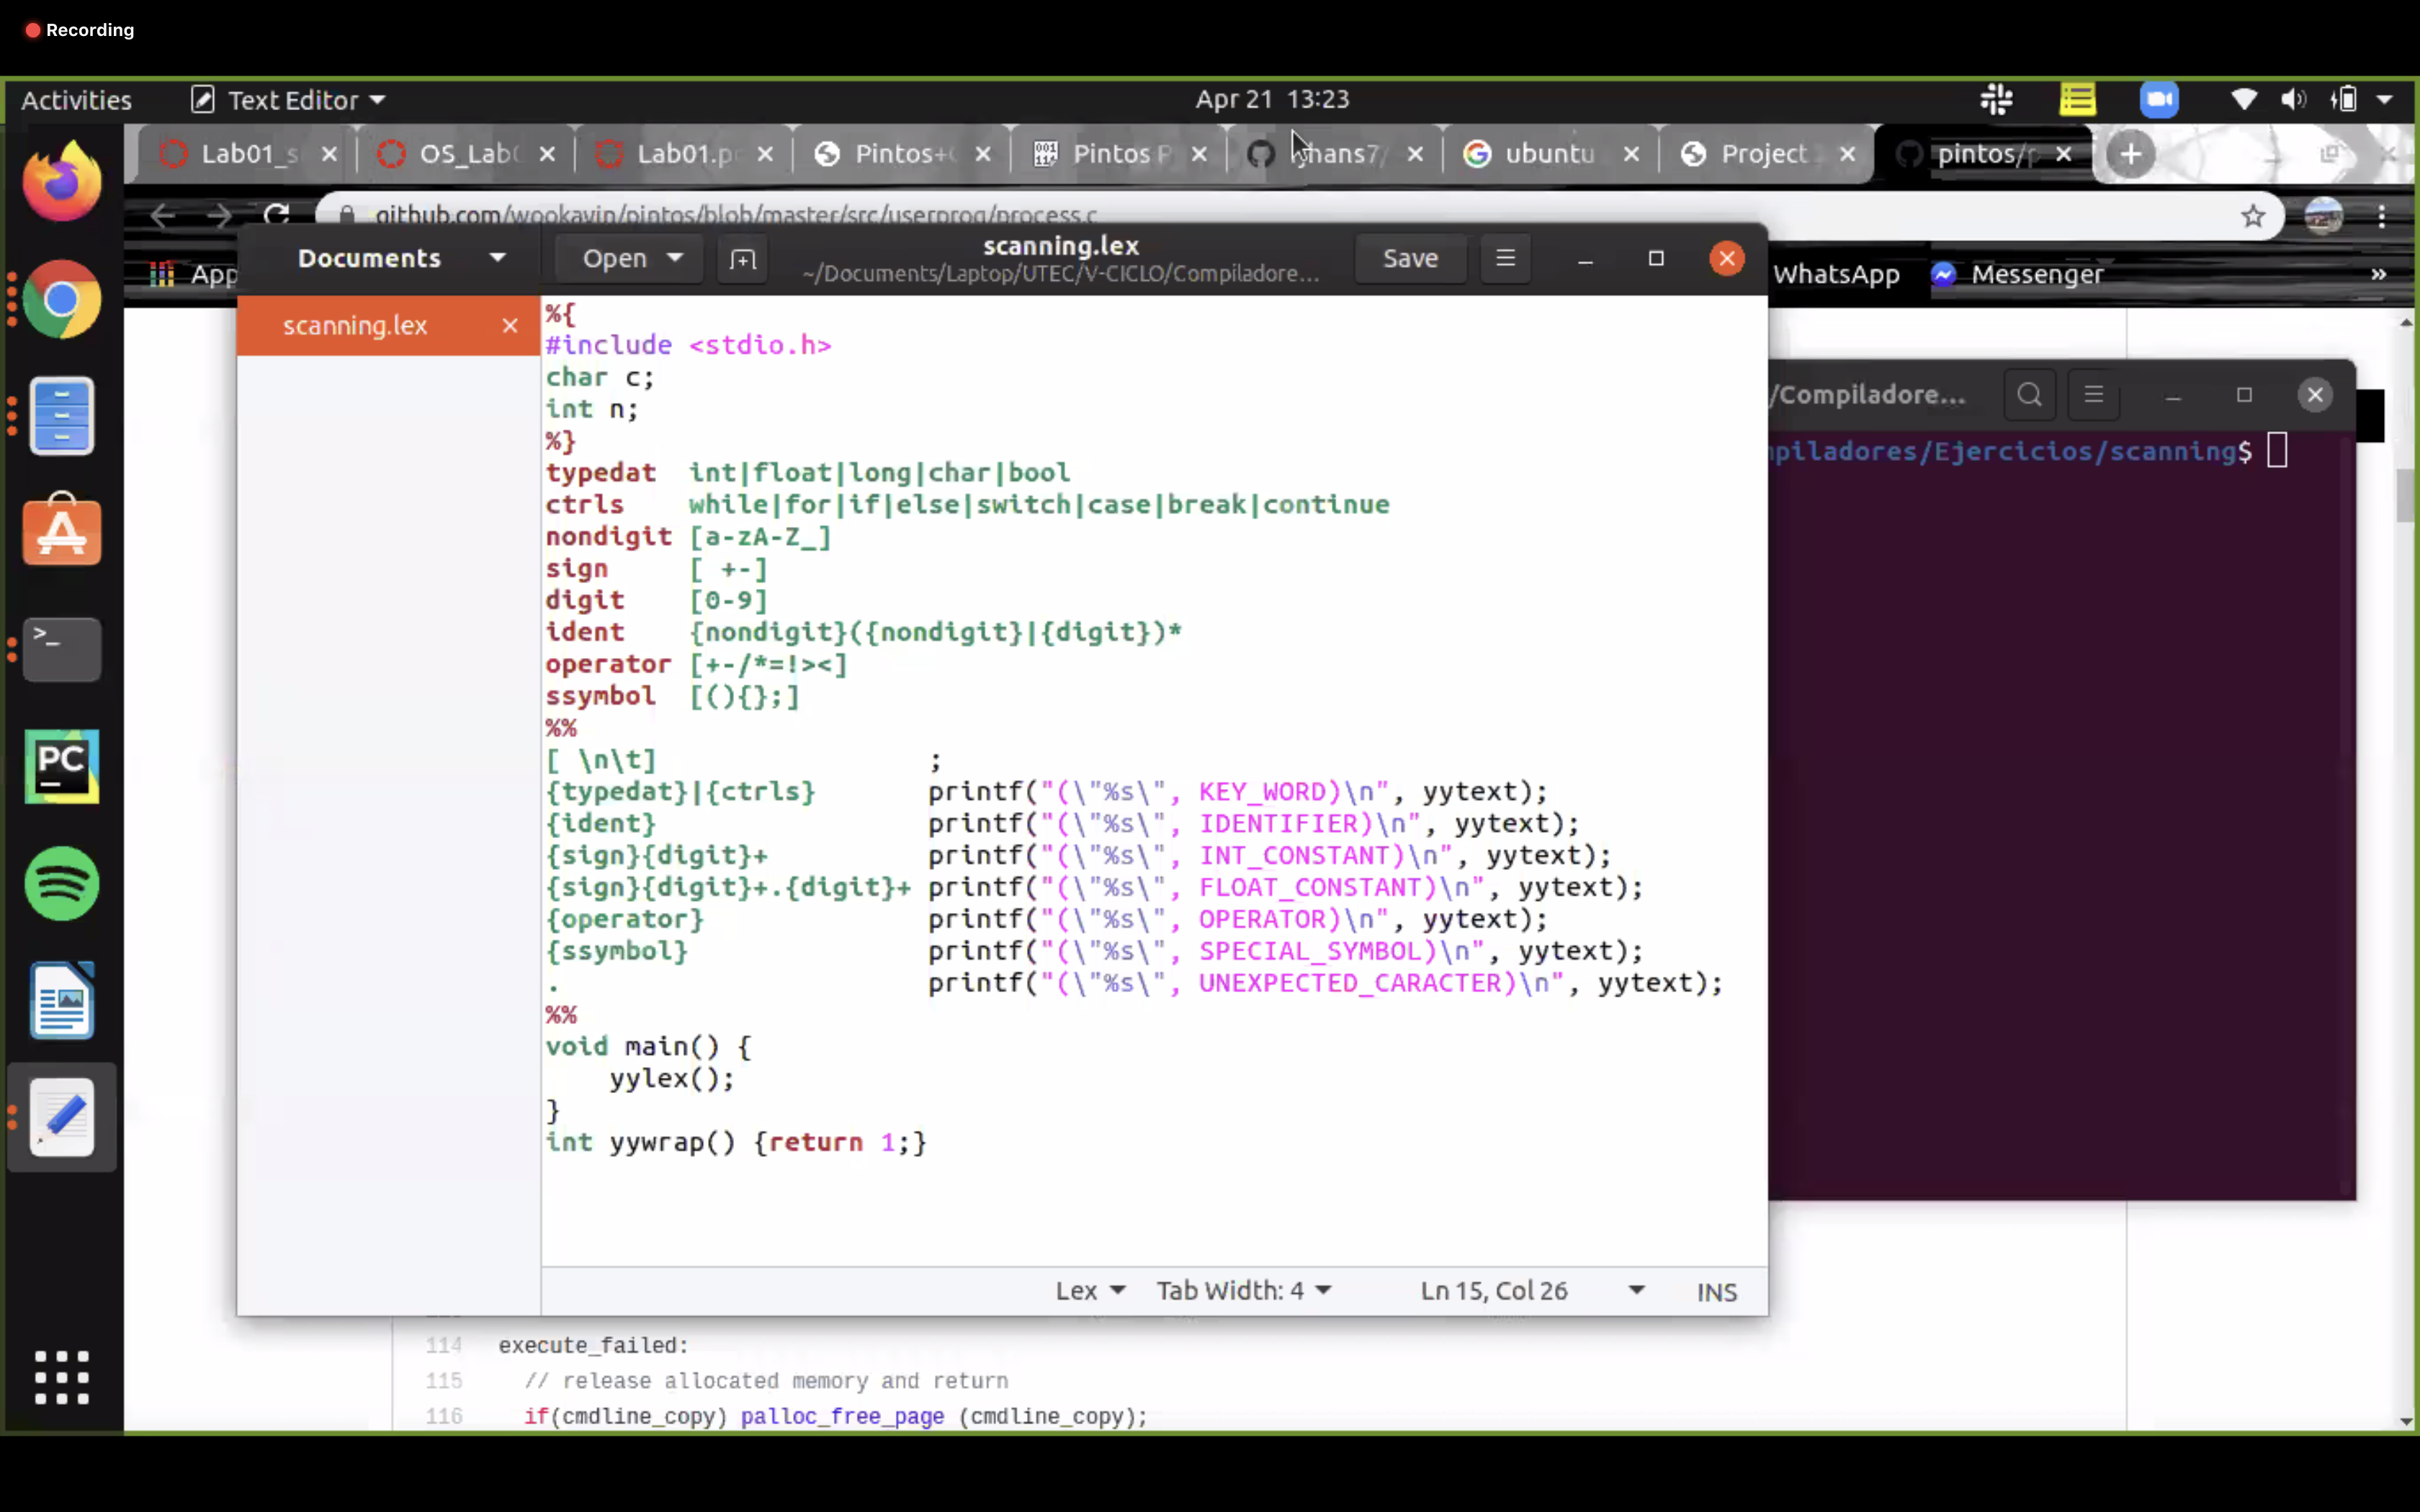 Recording
Activities Text Editor Apr 21 13:23
Lab01_s OS_Lab Lab01.p Pintos+ Pintos P hans7/ ubuntu Project pintos/
github.com/wookayin/pintos/blob/master/src/userprog/process.c
App WhatsApp Messenger »
Documents Open scanning.lex Save
~/Documents/Laptop/UTEC/V-CICLO/Compiladore...
scanning.lex
%{
#include <stdio.h>
char c;
int n;
%}
typedat int|float|long|char|bool
ctrls while|for|if|else|switch|case|break|continue
nondigit [a-zA-Z_]
sign [ +-]
digit [0-9]
ident {nondigit}({nondigit}|{digit})*
operator [+-/*=!><]
ssymbol [(){};]
%%
[ \n\t] ;
{typedat}|{ctrls} printf("(\"%s\", KEY_WORD)\n", yytext);
{ident} printf("(\"%s\", IDENTIFIER)\n", yytext);
{sign}{digit}+ printf("(\"%s\", INT_CONSTANT)\n", yytext);
{sign}{digit}+.{digit}+ printf("(\"%s\", FLOAT_CONSTANT)\n", yytext);
{operator} printf("(\"%s\", OPERATOR)\n", yytext);
{ssymbol} printf("(\"%s\", SPECIAL_SYMBOL)\n", yytext);
. printf("(\"%s\", UNEXPECTED_CARACTER)\n", yytext);
%%
void main() {
yylex();
}
int yywrap() {return 1;}
Lex Tab Width: 4 Ln 15, Col 26 INS
/Compiladore...
mpiladores/Ejercicios/scanning$
PC
114 execute_failed:
115 // release allocated memory and return
116 if(cmdline_copy) palloc_free_page (cmdline_copy);